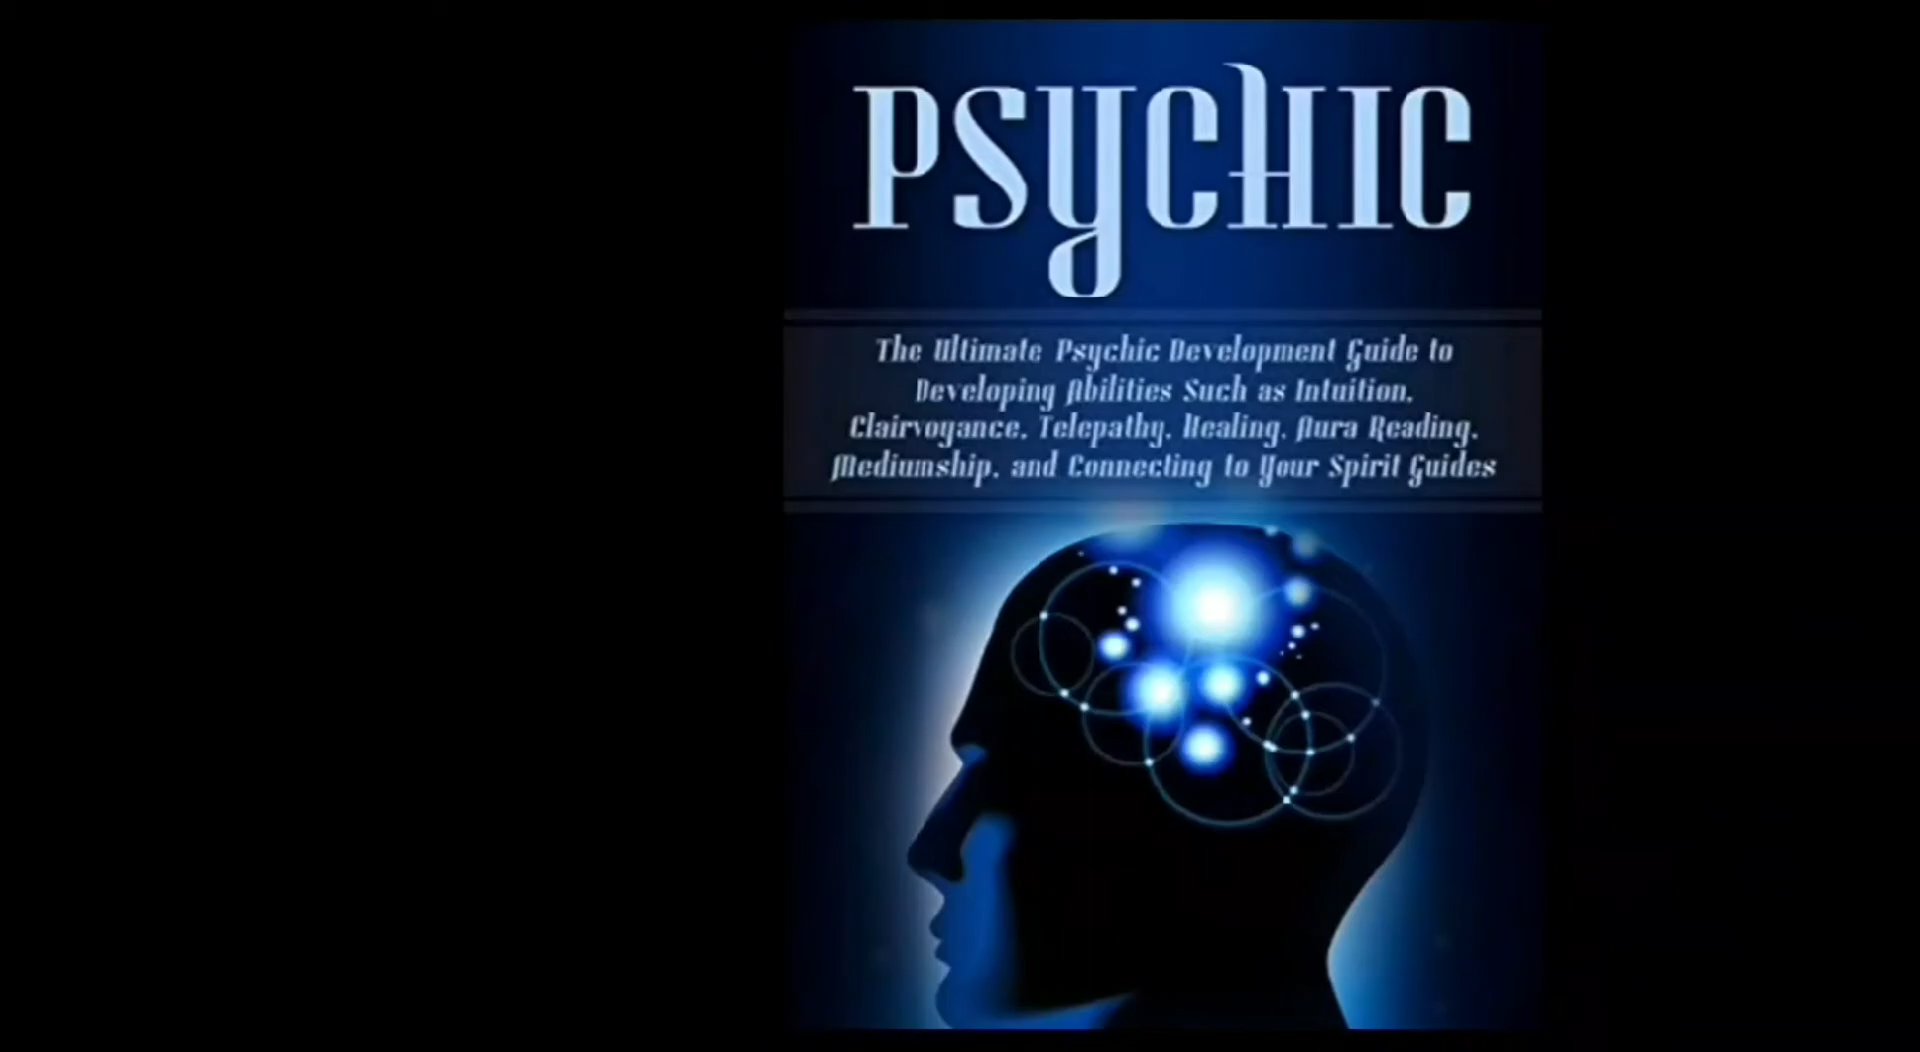 PSYCHIC
The Ultimate Psychic Development Guide to
Developing Abilities Such as Intuition,
Clairvoyance, Telepathy, Healing, Aura Reading,
Mediumship, and Connecting to Your Spirit Guides